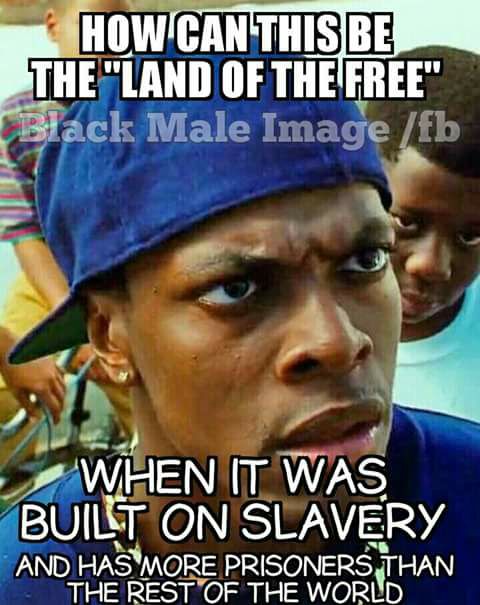 HOW CAN THIS BE
THE "LAND OF THE FREE"
Black Male Image /fb
WHEN IT WAS
BUILT ON SLAVERY
AND HAS MORE PRISONERS THAN
THE REST OF THE WORLD